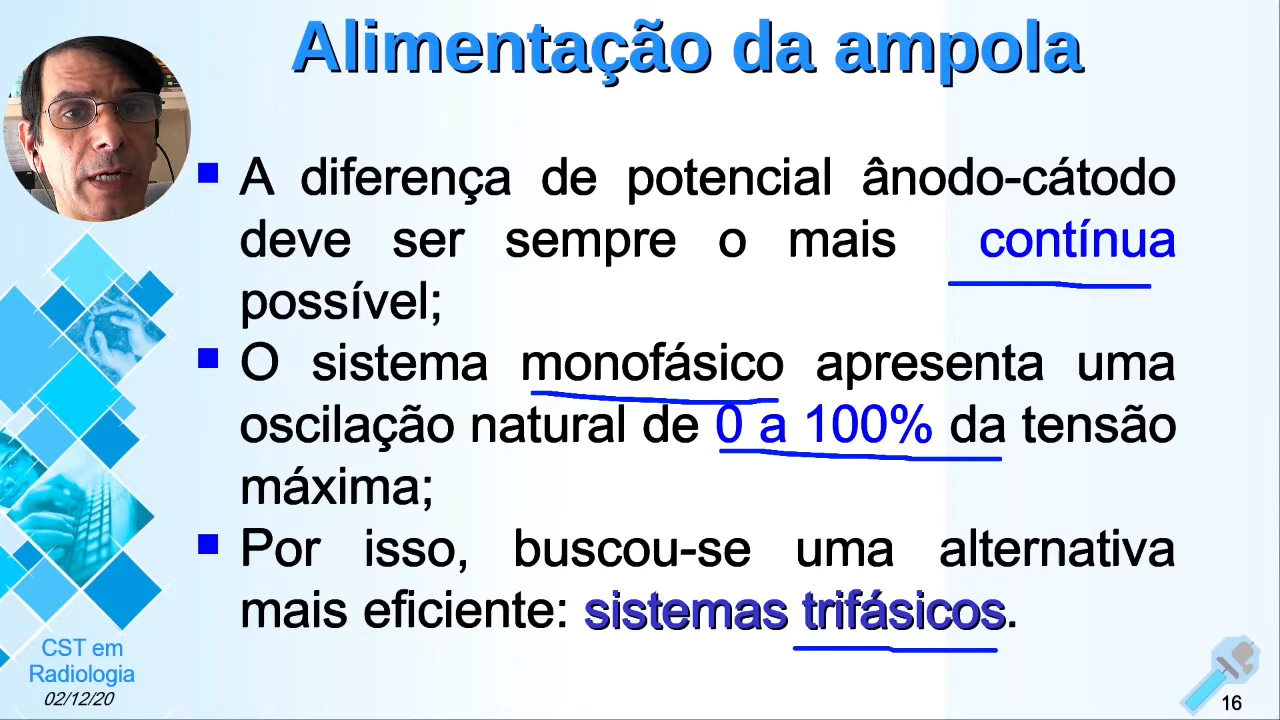 Alimentação da ampola
A diferença de potencial ânodo-cátodo
deve ser sempre o mais contínua
possível;
O sistema monofásico apresenta uma
oscilação natural de 0 a 100% da tensão
máxima;
Por isso, buscou-se uma alternativa
mais eficiente: sistemas trifásicos.
CST em
Radiologia
02/12/20
16